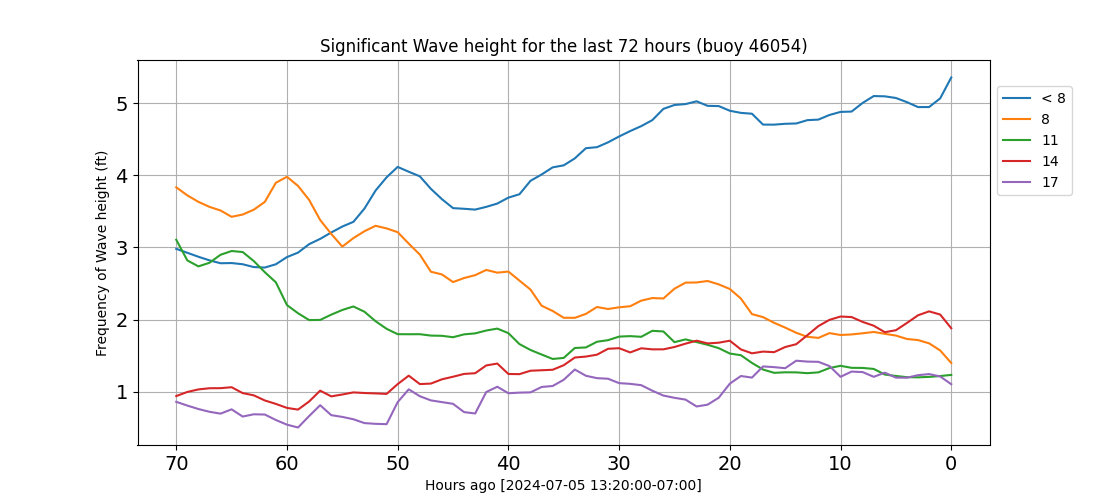 Significant Wave height for the last 72 hours (buoy 46054)
Frequency of Wave height (ft)
5
4
3
2
1
70 60 50 40 30 20 10 0
Hours ago [2024-07-05 13:20:00-07:00]
< 8
8
11
14
17